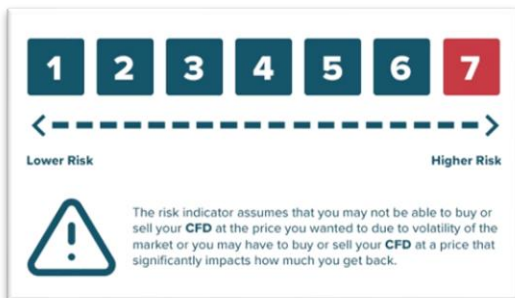 1 2 3 4 5 6 7
Lower Risk Higher Risk
The risk indicator assumes that you may not be able to buy or
sell your CFD at the price you wanted to due to volatility of the
market or you may have to buy or sell your CFD at a price that
significantly impacts how much you get back.